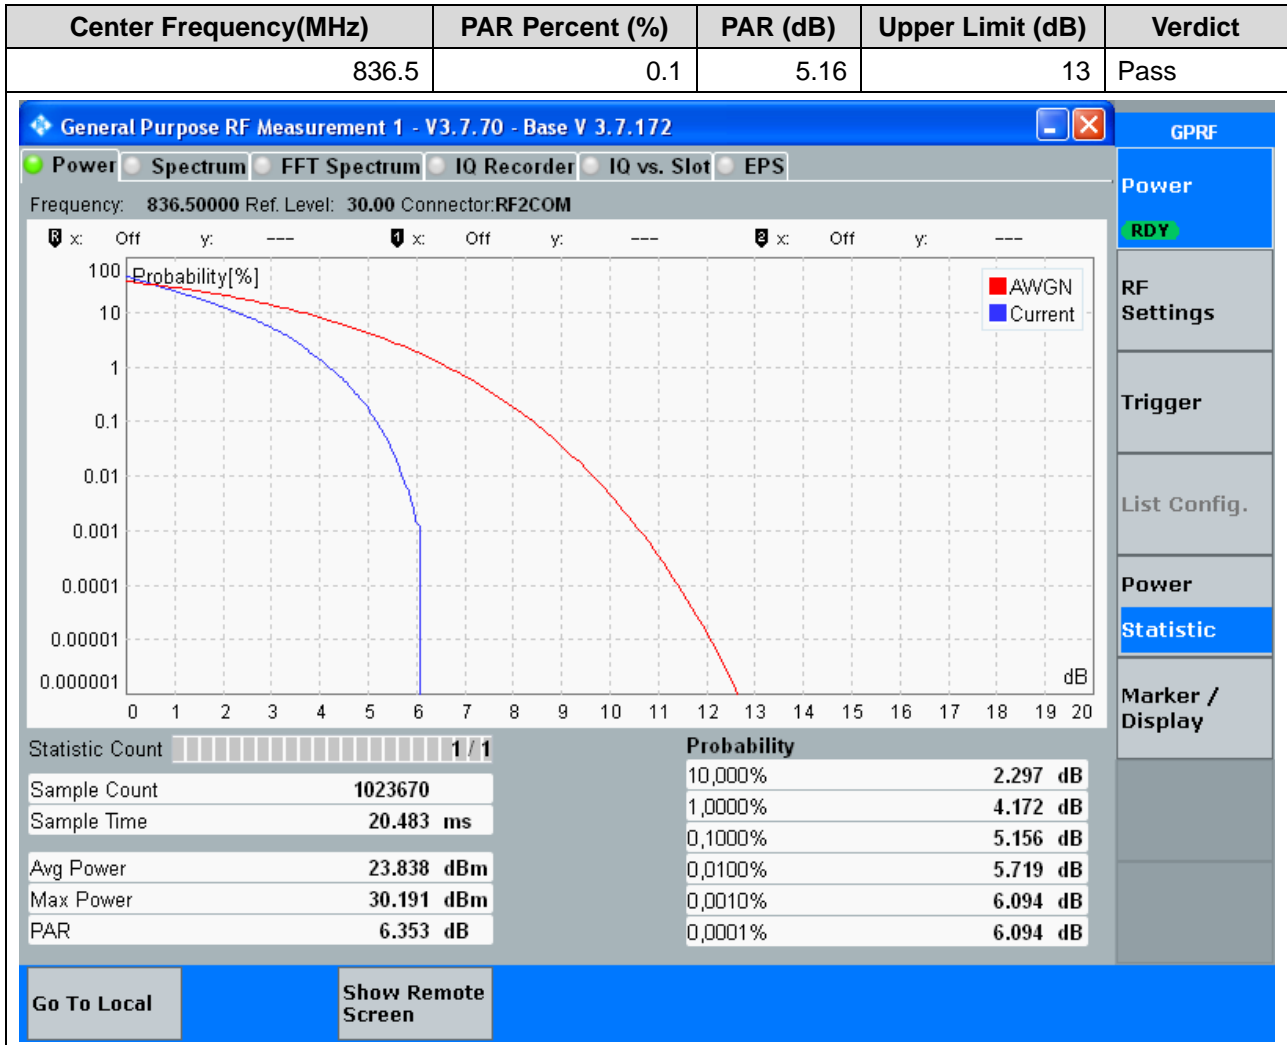 Center Frequency(MHz) PAR Percent (%) PAR (dB) Upper Limit (dB) Verdict
836.5 0.1 5.16 13 Pass
General Purpose RF Measurement 1 - V3.7.70 - Base V 3.7.172
GPRF
Power Spectrum FFT Spectrum IQ Recorder IQ vs. Slot EPS
Frequency: 836.50000 Ref. Level: 30.00 Connector:RF2COM
R x: Off y: --- 1 x: Off y: --- 2 x: Off y: ---
Probability[%]
AWGN
Current
100
10
1
0.1
0.01
0.001
0.0001
0.00001
0.000001
dB
0 1 2 3 4 5 6 7 8 9 10 11 12 13 14 15 16 17 18 19 20
Statistic Count 1 / 1
Sample Count 1023670
Sample Time 20.483 ms
Avg Power 23.838 dBm
Max Power 30.191 dBm
PAR 6.353 dB
Probability
10,000% 2.297 dB
1,0000% 4.172 dB
0,1000% 5.156 dB
0,0100% 5.719 dB
0,0010% 6.094 dB
0,0001% 6.094 dB
Power
RDY
RF
Settings
Trigger
List Config.
Power
Statistic
Marker /
Display
Go To Local
Show Remote
Screen